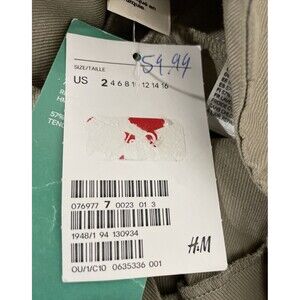 SIZE/TAILLE
59.99
US 2 4 6 8 10 12 14 16
076977 7 0023 01 3
1948/1 94 130934
H&M
OU/1/C10 0635336 001